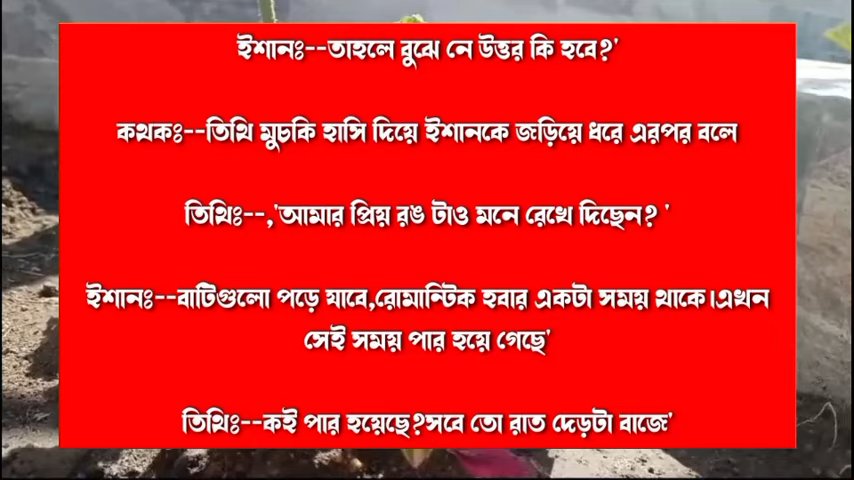 ইশানঃ--তাহলে বুঝে নে উত্তর কি হবে?'
কথকঃ--তিথি মুচকি হাসি দিয়ে ইশানকে জড়িয়ে ধরে এরপর বলে
তিথিঃ--,'আমার প্রিয় রঙ টাও মনে রেখে দিছেন? '
ইশানঃ--বাটিগুলো পড়ে যাবে,রোমান্টিক হবার একটা সময় থাকে।এখন
সেই সময় পার হয়ে গেছে'
তিথিঃ--কই পার হয়েছে?সবে তো রাত দেড়টা বাজে'